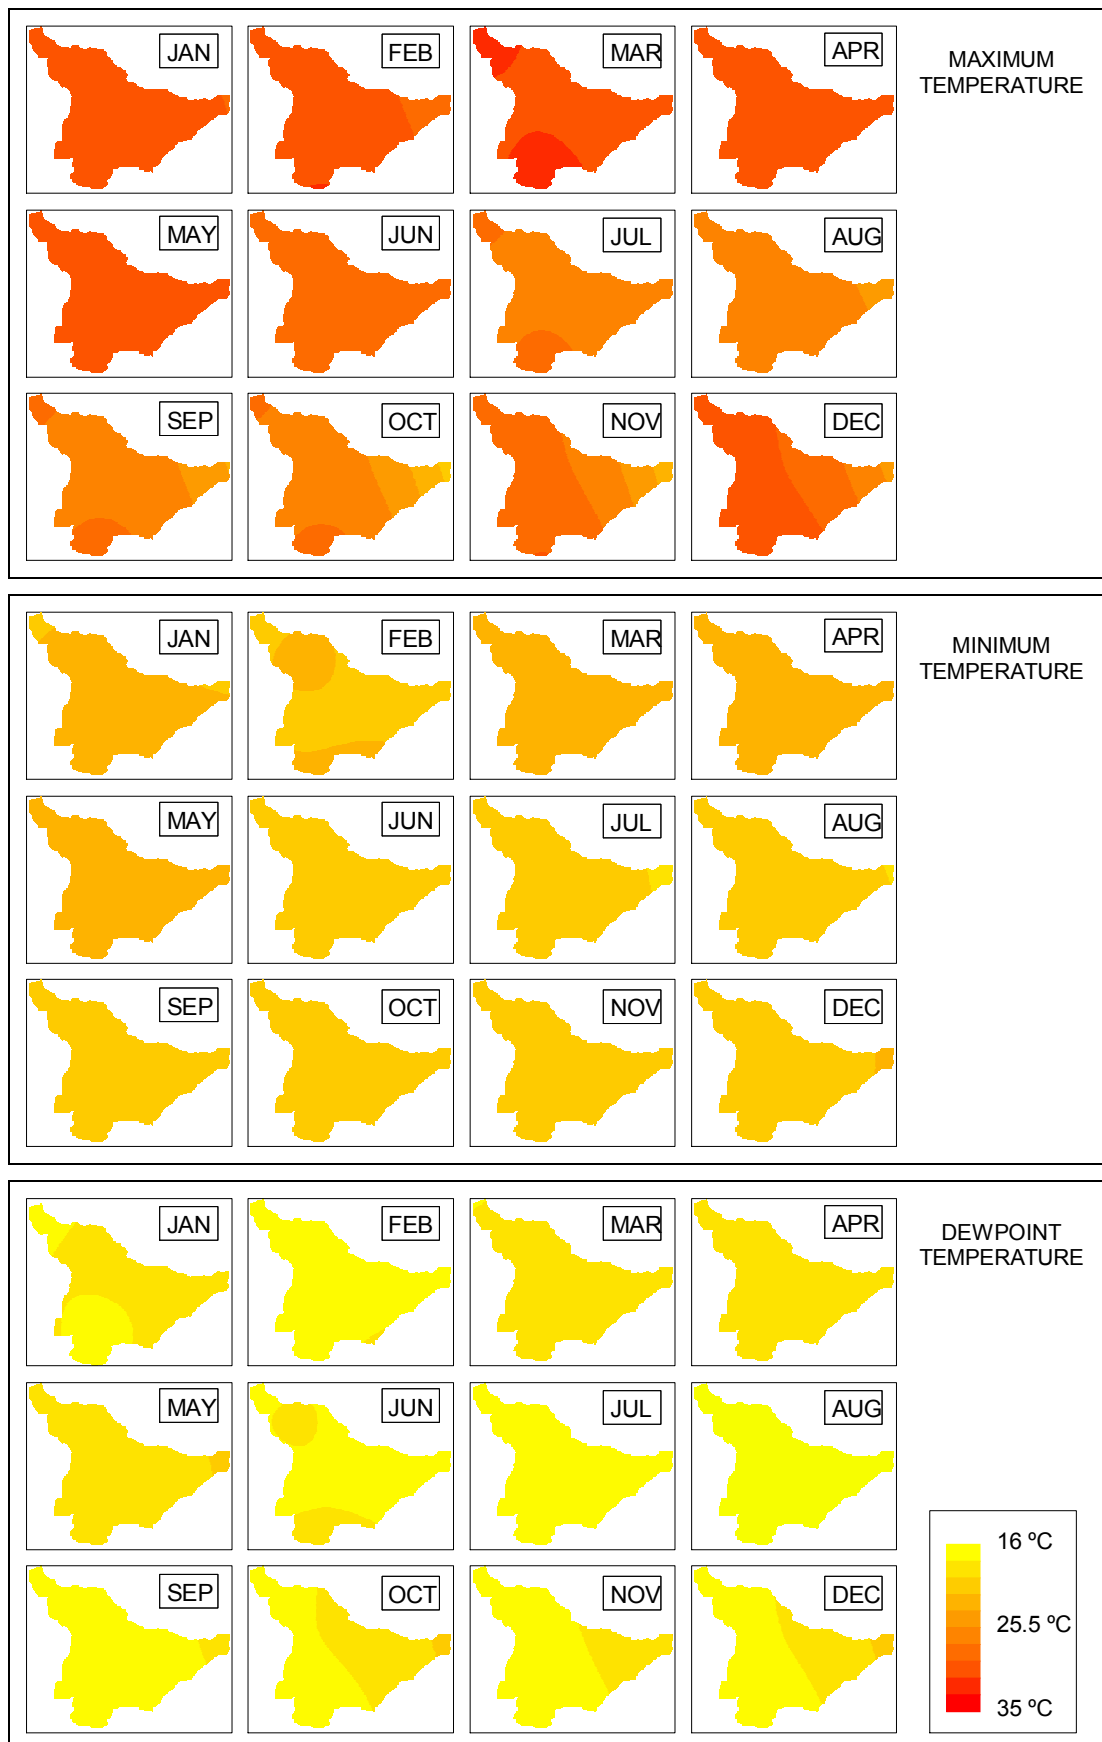 JAN
FEB
MAR
APR
MAXIMUM
TEMPERATURE
MAY
JUN
JUL
AUG
SEP
OCT
NOV
DEC
JAN
FEB
MAR
APR
MINIMUM
TEMPERATURE
MAY
JUN
JUL
AUG
SEP
OCT
NOV
DEC
JAN
FEB
MAR
APR
DEWPOINT
TEMPERATURE
MAY
JUN
JUL
AUG
SEP
OCT
NOV
DEC
16 ºC
25.5 ºC
35 ºC